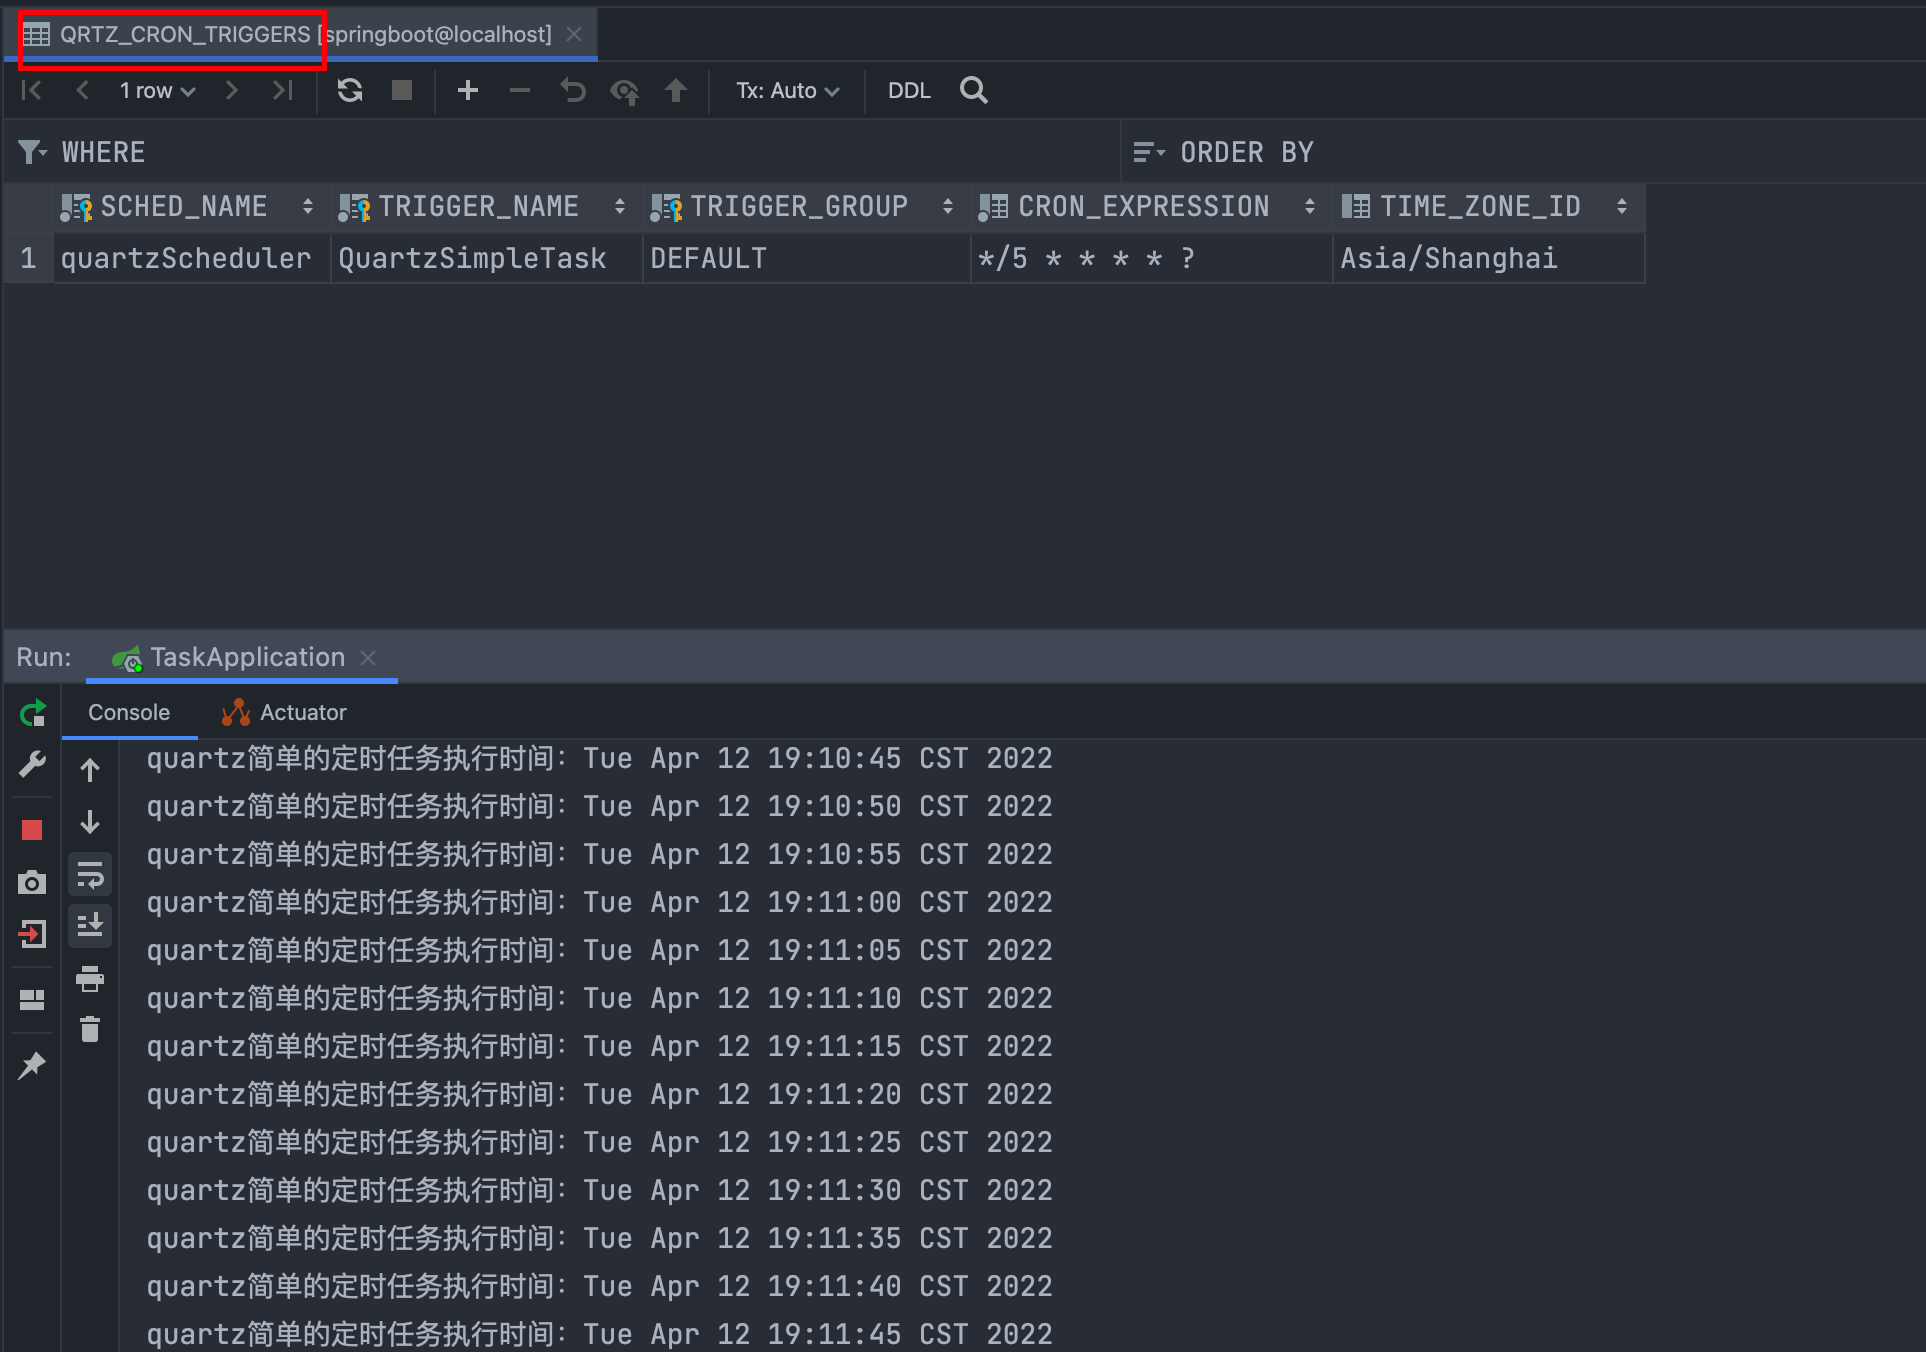 QRTZ_CRON_TRIGGERS [springboot@localhost]
1 row Tx: Auto DDL
WHERE ORDER BY
SCHED_NAME TRIGGER_NAME TRIGGER_GROUP CRON_EXPRESSION TIME_ZONE_ID
1 quartzScheduler QuartzSimpleTask DEFAULT */5 * * * * ? Asia/Shanghai
Run: TaskApplication
Console Actuator
quartz简单的定时任务执行时间：Tue Apr 12 19:10:45 CST 2022
quartz简单的定时任务执行时间：Tue Apr 12 19:10:50 CST 2022
quartz简单的定时任务执行时间：Tue Apr 12 19:10:55 CST 2022
quartz简单的定时任务执行时间：Tue Apr 12 19:11:00 CST 2022
quartz简单的定时任务执行时间：Tue Apr 12 19:11:05 CST 2022
quartz简单的定时任务执行时间：Tue Apr 12 19:11:10 CST 2022
quartz简单的定时任务执行时间：Tue Apr 12 19:11:15 CST 2022
quartz简单的定时任务执行时间：Tue Apr 12 19:11:20 CST 2022
quartz简单的定时任务执行时间：Tue Apr 12 19:11:25 CST 2022
quartz简单的定时任务执行时间：Tue Apr 12 19:11:30 CST 2022
quartz简单的定时任务执行时间：Tue Apr 12 19:11:35 CST 2022
quartz简单的定时任务执行时间：Tue Apr 12 19:11:40 CST 2022
quartz简单的定时任务执行时间：Tue Apr 12 19:11:45 CST 2022